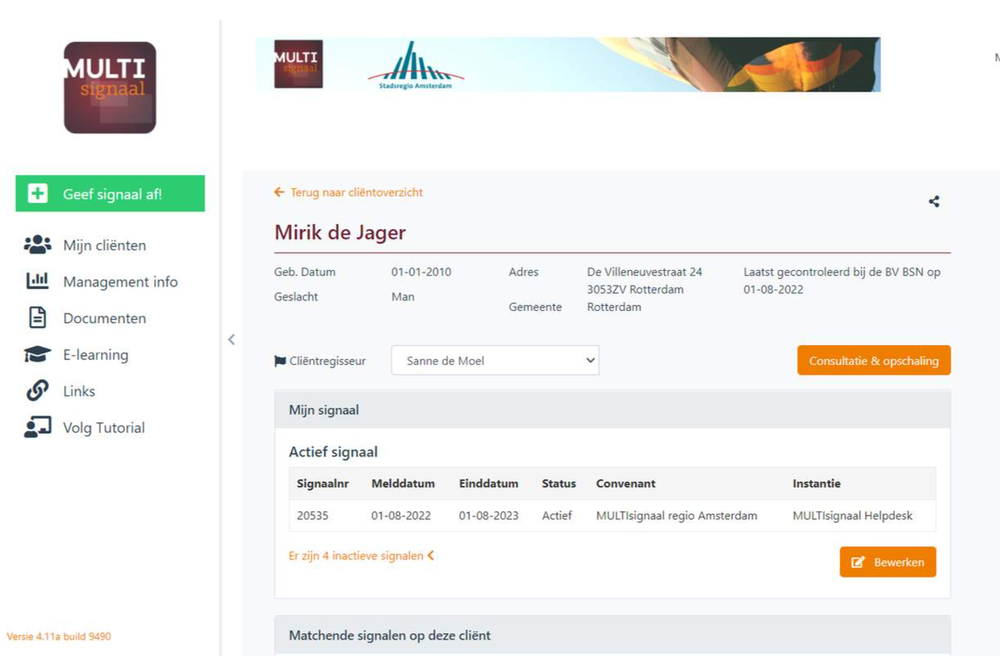 MULTI
signaal
MULTI
signaal
Stadsregio Amsterdam
M
Geef signaal af!
Mijn cliënten
Management info
Documenten
E-learning
Links
Volg Tutorial
Versie 4.11a build 9490
Terug naar cliëntoverzicht
Mirik de Jager
Geb. Datum 01-01-2010 Adres De Villeneuvestraat 24 Laatst gecontroleerd bij de BV BSN op
3053ZV Rotterdam 01-08-2022
Geslacht Man Gemeente Rotterdam
Cliëntregisseur Sanne de Moel Consultatie & opschaling
Mijn signaal
Actief signaal
Signaalnr Melddatum Einddatum Status Convenant Instantie
20535 01-08-2022 01-08-2023 Actief MULTIsignaal regio Amsterdam MULTIsignaal Helpdesk
Er zijn 4 inactieve signalen Bewerken
Matchende signalen op deze cliënt